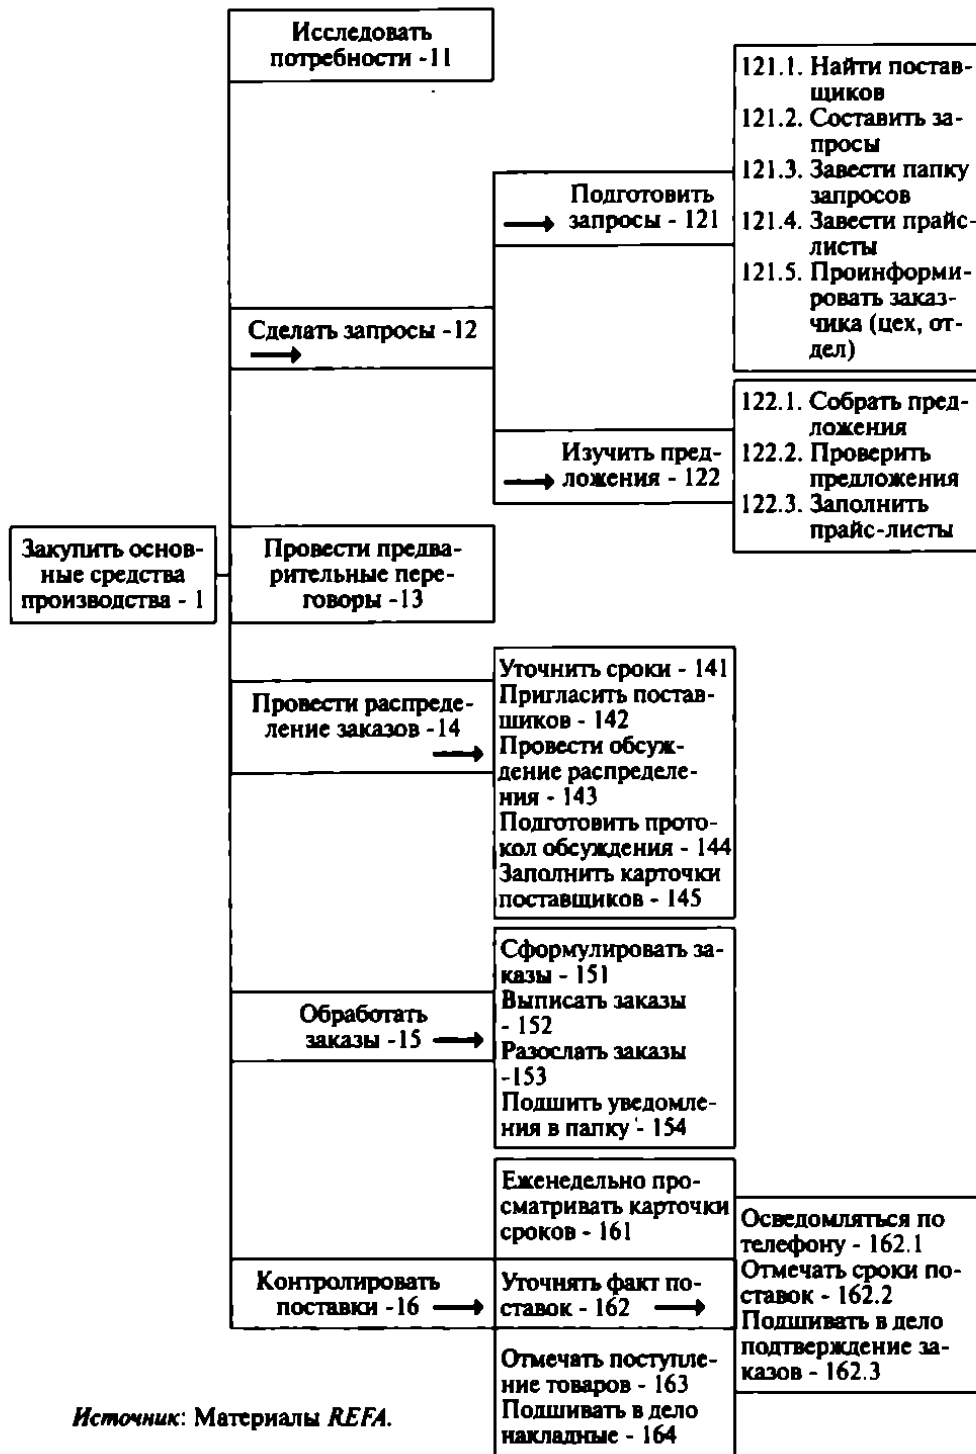 Исследовать
потребности -11
121.1. Найти постав-
щиков
121.2. Составить за-
просы
121.3. Завести папку
запросов
121.4. Завести прайс-
листы
121.5. Проинформи-
ровать заказ-
чика (цех, от-
дел)
Подготовить
запросы - 121
Сделать запросы -12
122.1. Собрать пред-
ложения
122.2. Проверить
предложения
122.3. Заполнить
прайс-листы
Изучить пред-
ложения - 122
Закупить основ-
ные средства
производства - 1
Провести предва-
рительные пере-
говоры -13
Уточнить сроки - 141
Пригласить постав-
щиков - 142
Провести обсуж-
дение распределе-
ния - 143
Подготовить прото-
кол обсуждения - 144
Заполнить карточки
поставщиков - 145
Провести распреде-
ление заказов -14
Сформулировать за-
казы - 151
Выписать заказы
- 152
Разослать заказы
-153
Подшить уведомле-
ния в папку - 154
Обработать
заказы -15
Еженедельно про-
сматривать карточки
сроков - 161
Контролировать
поставки -16
Уточнять факт по-
ставок - 162
Осведомляться по
телефону - 162.1
Отмечать сроки по-
ставок - 162.2
Подшивать в дело
подтверждение за-
казов - 162.3
Отмечать поступле-
ние товаров - 163
Подшивать в дело
накладные - 164
Источник: Материалы REFA.